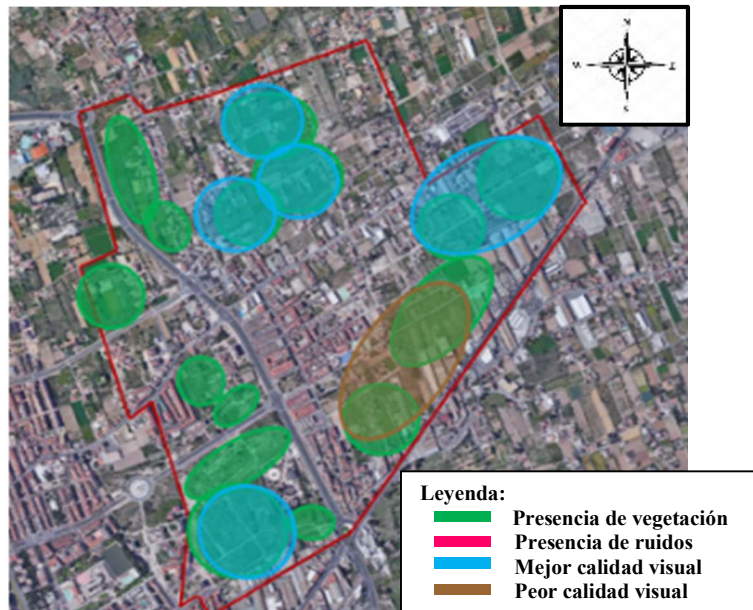 N
W E
S
Leyenda:
Presencia de vegetación
Presencia de ruidos
Mejor calidad visual
Peor calidad visual